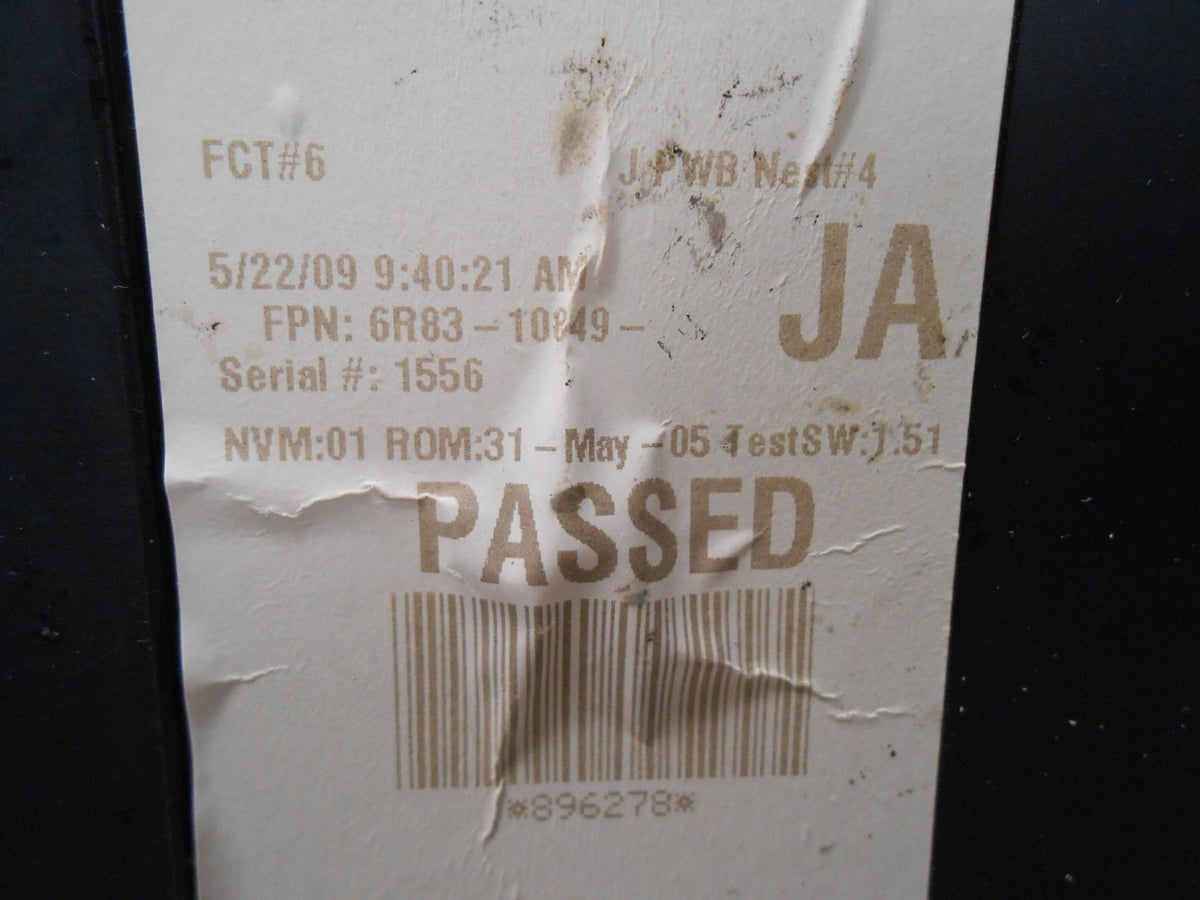 FCT#6 J PWB Nest#4
JA
5/22/09 9:40:21 AM
FPN: 6R83-10849-
Serial #: 1556
NVM:01 ROM:31-May-05 TestSW:1.51
PASSED
*896278*